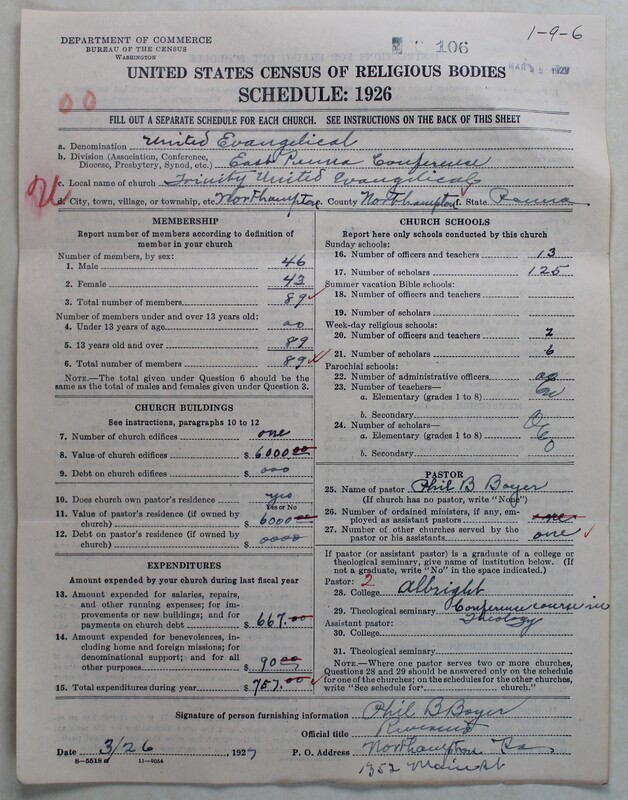 1-9-6
DEPARTMENT OF COMMERCE
BUREAU OF THE CENSUS
WASHINGTON
106
UNITED STATES CENSUS OF RELIGIOUS BODIES
SCHEDULE: 1926
00
FILL OUT A SEPARATE SCHEDULE FOR EACH CHURCH. SEE INSTRUCTIONS ON THE BACK OF THIS SHEET
a. Denomination United Evangelical
b. Division (Association, Conference, Diocese, Presbytery, Synod, etc.) East Penna Conference
c. Local name of church Trinity United Evangelical
d. City, town, village, or township, etc. Northampton County Northampton State Penna
MEMBERSHIP
Report number of members according to definition of
member in your church
Number of members, by sex:
1. Male 46
2. Female 43
3. Total number of members 89
Number of members under and over 13 years old:
4. Under 13 years of age 00
5. 13 years old and over 89
6. Total number of members 89
NOTE.—The total given under Question 6 should be
the same as the total of males and females given under Question 3.
CHURCH BUILDINGS
See instructions, paragraphs 10 to 12
7. Number of church edifices one
8. Value of church edifices $ 6000.00
9. Debt on church edifices $ 000
10. Does church own pastor's residence yes
Yes or No
11. Value of pastor's residence (if owned by
church) $ 6000
12. Debt on pastor's residence (if owned by
church) $ 0000
EXPENDITURES
Amount expended by your church during last fiscal year
13. Amount expended for salaries, repairs,
and other running expenses; for im-
provements or new buildings; and for
payments on church debt $ 667.00
14. Amount expended for benevolences, in-
cluding home and foreign missions; for
denominational support; and for all
other purposes $ 90.00
15. Total expenditures during year $ 757.00
CHURCH SCHOOLS
Report here only schools conducted by this church
Sunday schools:
16. Number of officers and teachers 13
17. Number of scholars 125
Summer vacation Bible schools:
18. Number of officers and teachers
19. Number of scholars
Week-day religious schools:
20. Number of officers and teachers 2
21. Number of scholars 6
Parochial schools:
22. Number of administrative officers
23. Number of teachers—
a. Elementary (grades 1 to 8)
b. Secondary
24. Number of scholars—
a. Elementary (grades 1 to 8)
b. Secondary 0
PASTOR
25. Name of pastor Phil B Boyer
(If church has no pastor, write "None")
26. Number of ordained ministers, if any, em-
ployed as assistant pastors one
27. Number of other churches served by the
pastor or his assistants one
If pastor (or assistant pastor) is a graduate of a college or
theological seminary, give name of institution below. (If
not a graduate, write "No" in the space indicated.)
Pastor: 2
28. College Albright
29. Theological seminary Conference course in
Theology
Assistant pastor:
30. College
31. Theological seminary
NOTE.—Where one pastor serves two or more churches,
Questions 28 and 29 should be answered only on the schedule
for one of the churches; on the schedules for the other churches,
write "See schedule for church."
Signature of person furnishing information Phil B Boyer
Official title
Date 3/26, 1927 P. O. Address Northampton Pa
8-5518 a 11-9054
1352 Main St